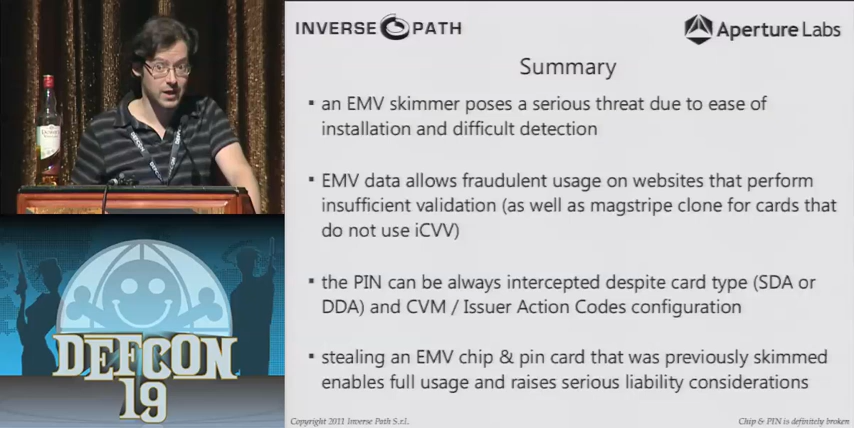 INVERSE PATH
Aperture Labs
Summary
▪ an EMV skimmer poses a serious threat due to ease of
installation and difficult detection
▪ EMV data allows fraudulent usage on websites that perform
insufficient validation (as well as magstripe clone for cards that
do not use iCVV)
▪ the PIN can be always intercepted despite card type (SDA or
DDA) and CVM / Issuer Action Codes configuration
▪ stealing an EMV chip & pin card that was previously skimmed
enables full usage and raises serious liability considerations
DEFCON
19
Copyright 2011 Inverse Path S.r.l.
Chip & PIN is definitely broken